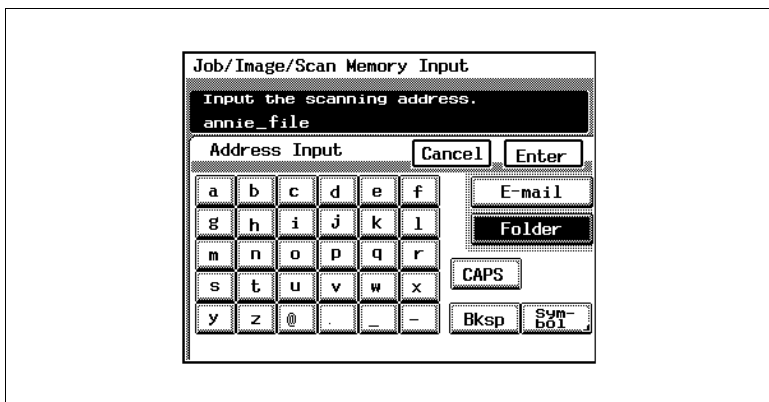 Job/Image/Scan Memory Input
Input the scanning address.
annie_file
Address Input Cancel Enter
a b c d e f E-mail
g h i j k l Folder
m n o p q r
CAPS
s t u v w x
y z @ . _ - Bksp Sym-
bol